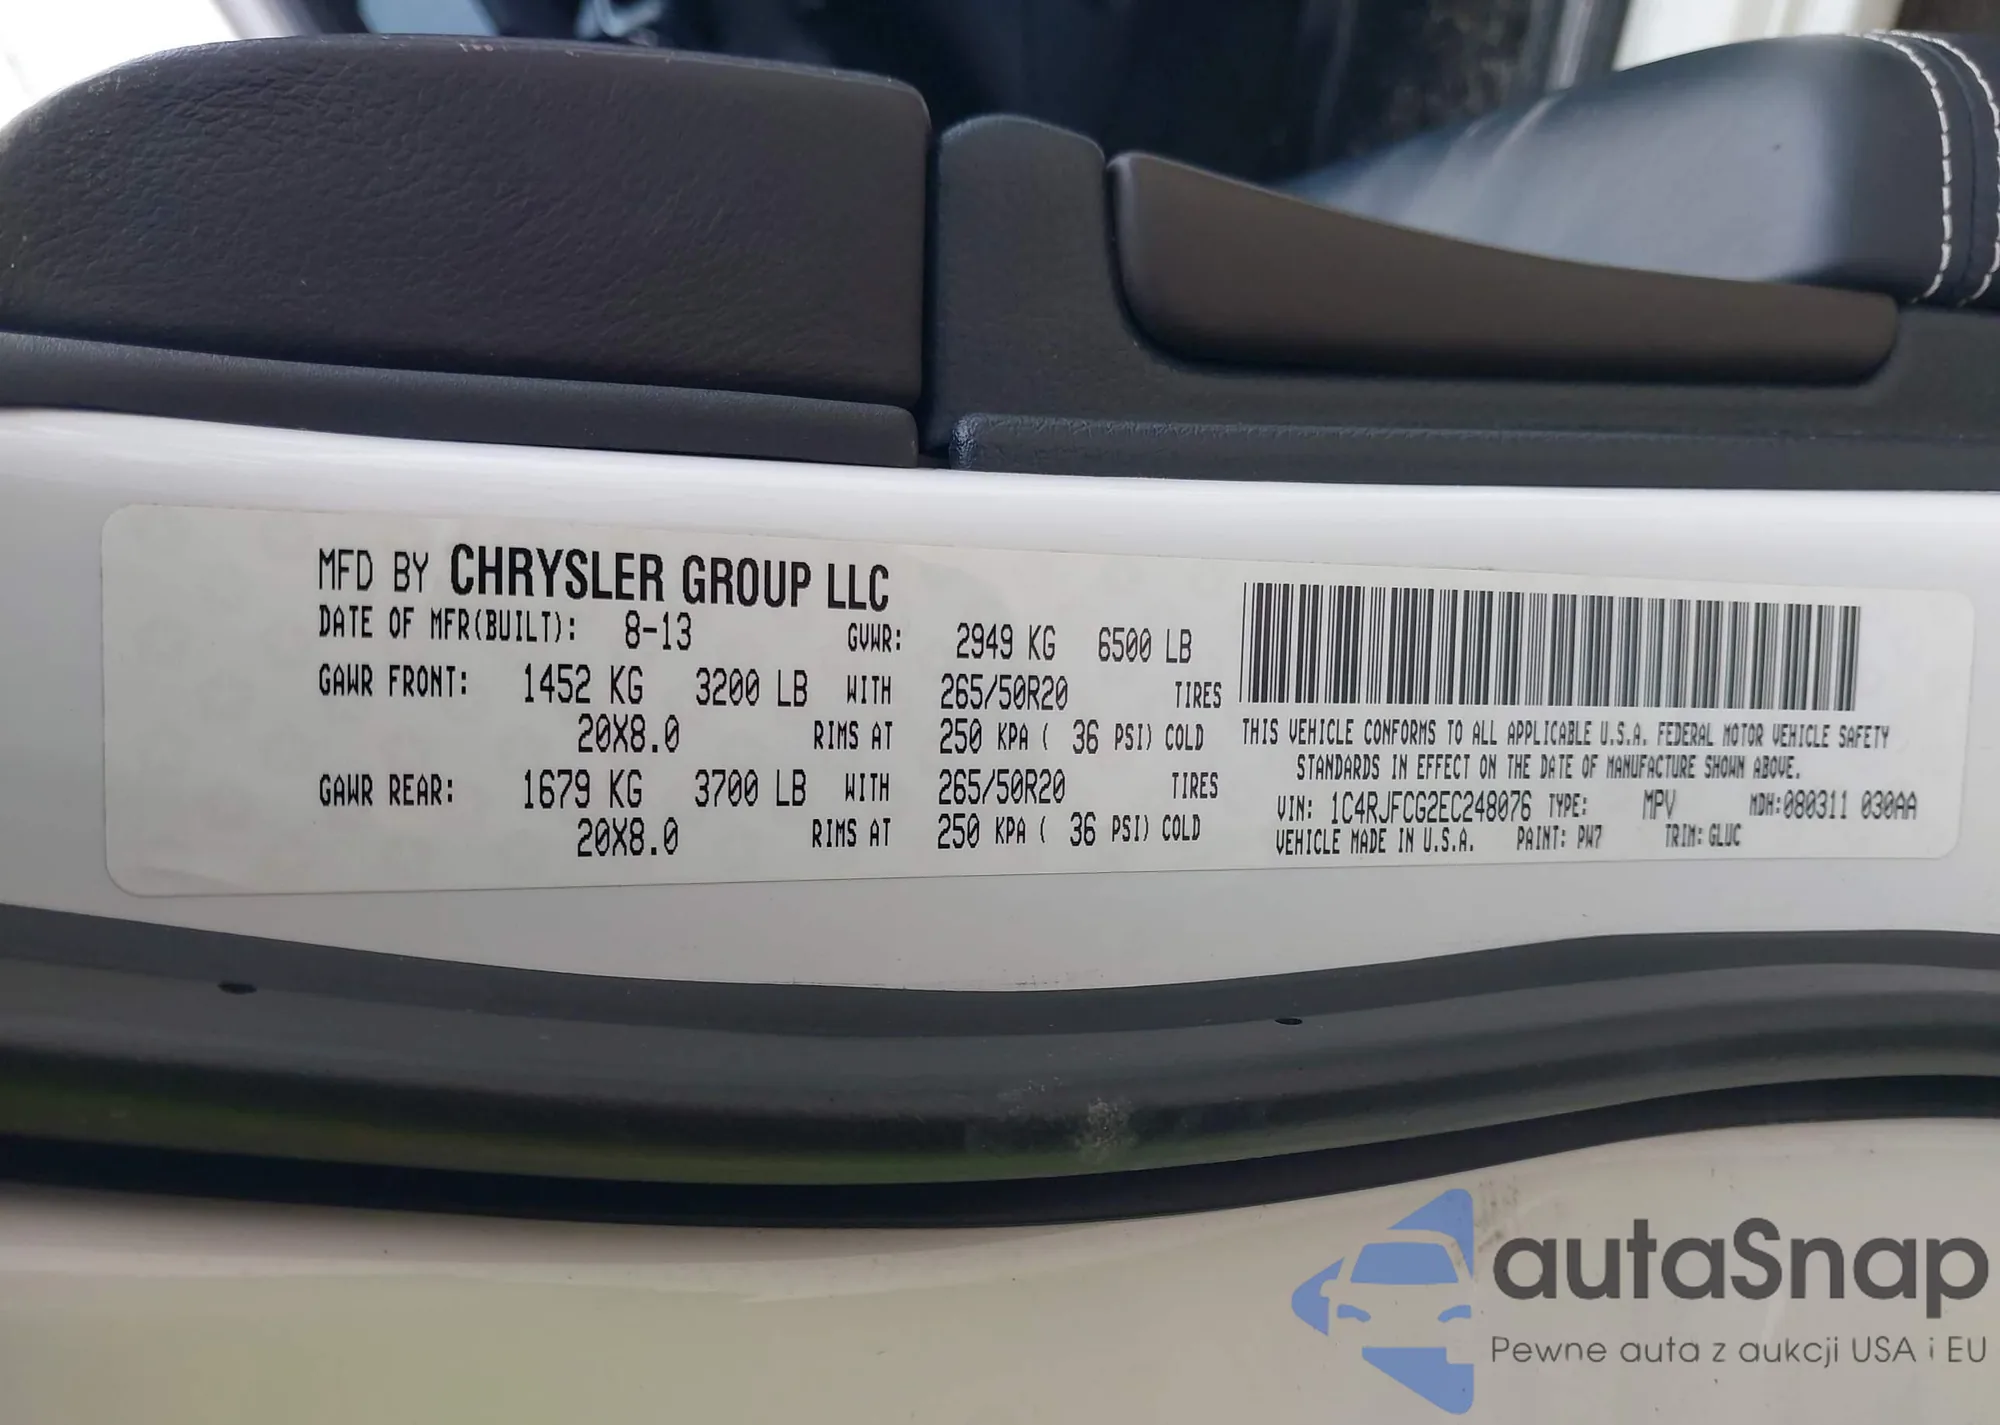 MFD BY CHRYSLER GROUP LLC
DATE OF MFR(BUILT): 8-13 GVWR: 2949 KG 6500 LB
GAWR FRONT: 1452 KG 3200 LB WITH 265/50R20 TIRES
20X8.0 RIMS AT 250 KPA ( 36 PSI) COLD
GAWR REAR: 1679 KG 3700 LB WITH 265/50R20 TIRES
20X8.0 RIMS AT 250 KPA ( 36 PSI) COLD
THIS VEHICLE CONFORMS TO ALL APPLICABLE U.S.A. FEDERAL MOTOR VEHICLE SAFETY
STANDARDS IN EFFECT ON THE DATE OF MANUFACTURE SHOWN ABOVE.
VIN: 1C4RJFCG2EC248076 TYPE: MPV MDH:080311 030AA
VEHICLE MADE IN U.S.A. PAINT: PW7 TRIM: GLUC
autaSnap
Pewne auta z aukcji USA i EU